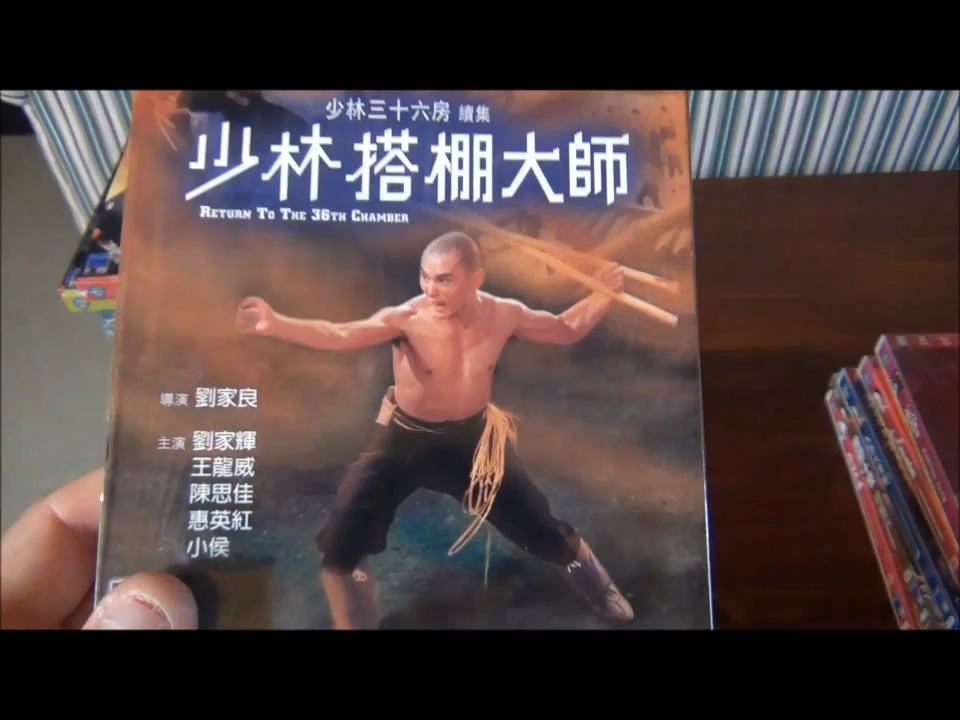 少林三十六房 續集
少林搭棚大師
RETURN TO THE 36TH CHAMBER
導演 劉家良
主演 劉家輝
王龍威
陳思佳
惠英紅
小侯